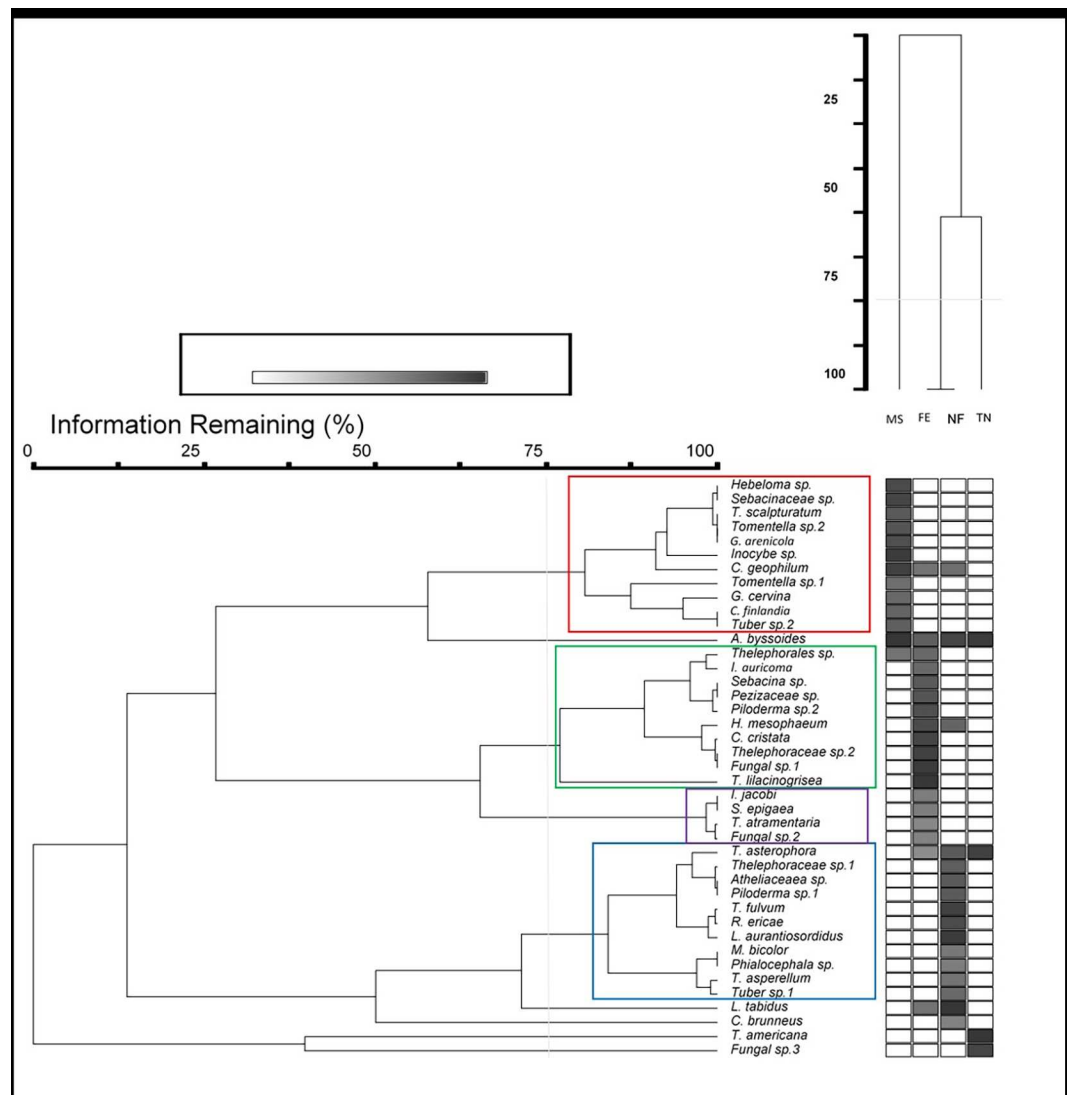 25
50
75
100
MS FE NF TN
Information Remaining (%)
0 25 50 75 100
Hebeloma sp.
Sebacinaceae sp.
T. scalpturatum
Tomentella sp.2
G. arenicola
Inocybe sp.
C. geophilum
Tomentella sp.1
G. cervina
C. finlandia
Tuber sp.2
A. byssoides
Thelephorales sp.
I. auricoma
Sebacina sp.
Pezizaceae sp.
Piloderma sp.2
H. mesophaeum
C. cristata
Thelephoraceae sp.2
Fungal sp.1
T. lilacinogrisea
I. jacobi
S. epigaea
T. atramentaria
Fungal sp.2
T. asterophora
Thelephoraceae sp.1
Atheliaceaea sp.
Piloderma sp.1
T. fulvum
R. ericae
L. aurantiosordidus
M. bicolor
Phialocephala sp.
T. asperellum
Tuber sp.1
L. tabidus
C. brunneus
T. americana
Fungal sp.3